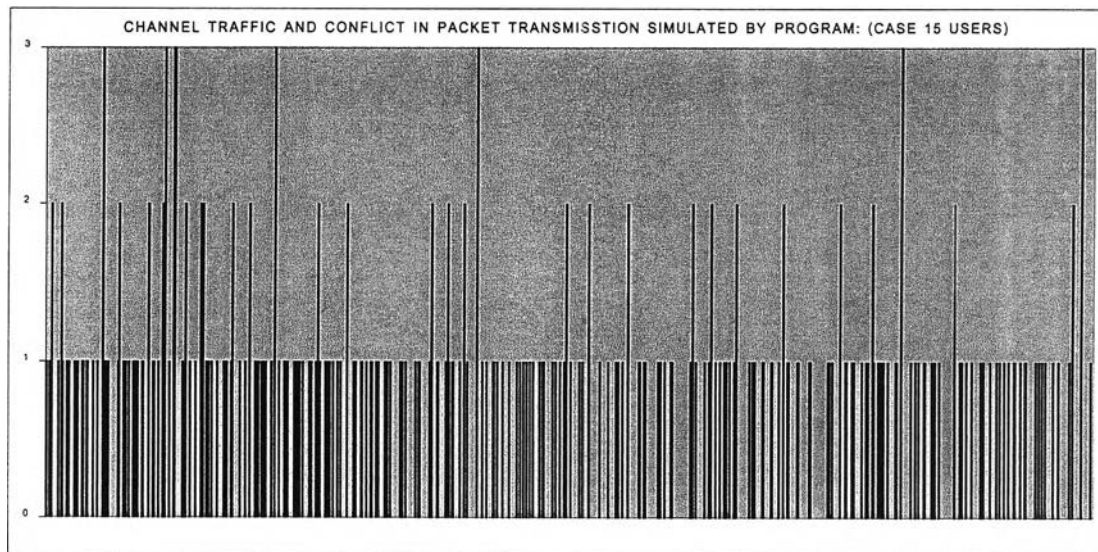 CHANNEL TRAFFIC AND CONFLICT IN PACKET TRANSMISSTION SIMULATED BY PROGRAM: (CASE 15 USERS)
3
2
1
0